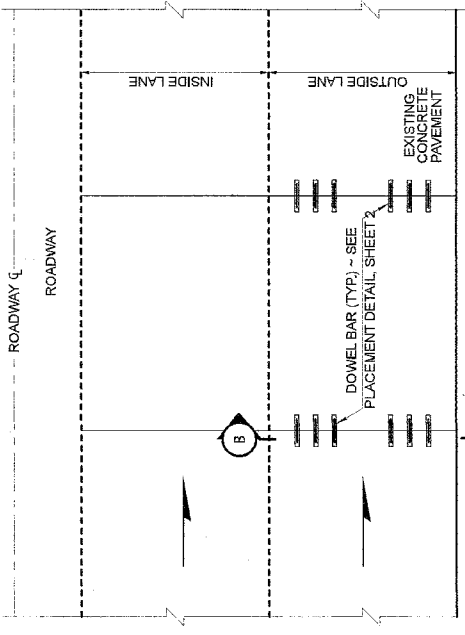 ROADWAY ℄
ROADWAY
INSIDE LANE
OUTSIDE LANE
EXISTING
CONCRETE
PAVEMENT
B
DOWEL BAR (TYP.) ~ SEE
PLACEMENT DETAIL, SHEET 2